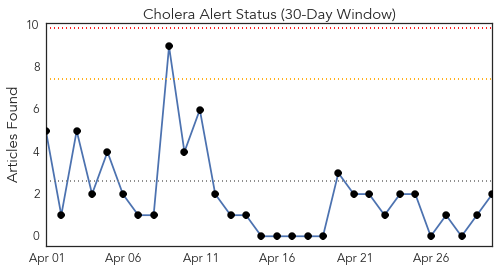 Cholera Alert Status (30-Day Window)
Articles Found
10
8
6
4
2
0
Apr 01
Apr 06
Apr 11
Apr 16
Apr 21
Apr 26